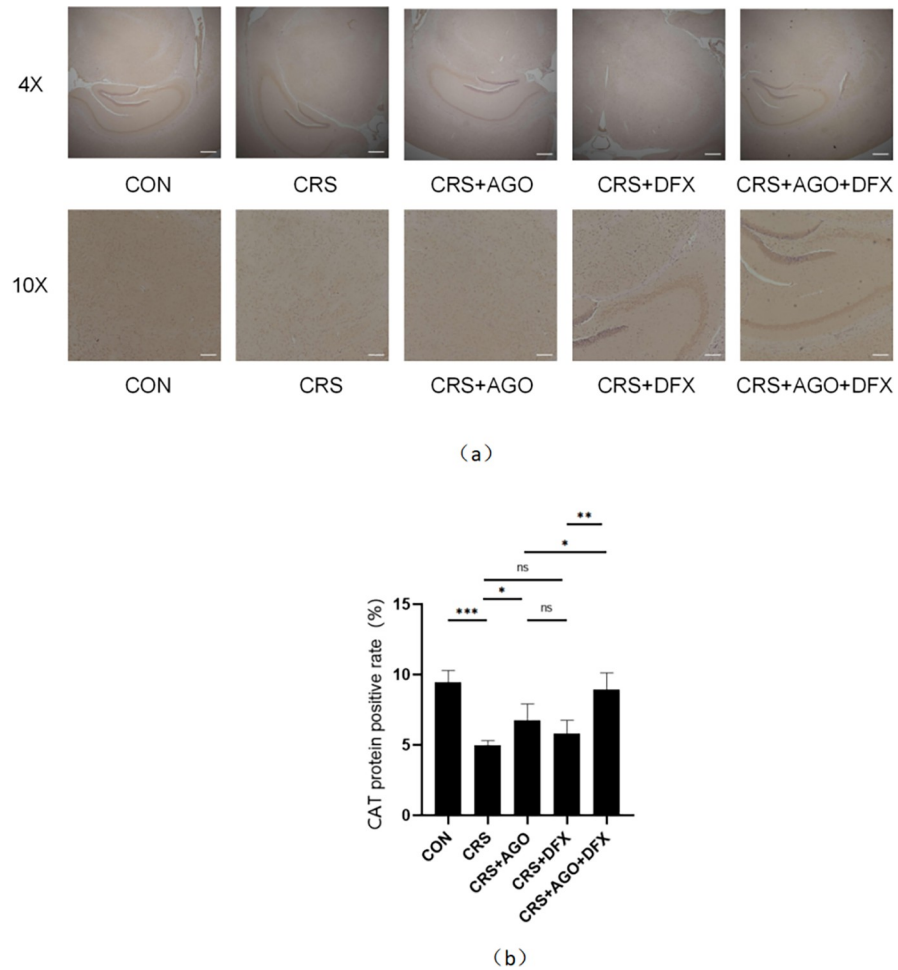 4X
CON
CRS
CRS+AGO
CRS+DFX
CRS+AGO+DFX
10X
CON
CRS
CRS+AGO
CRS+DFX
CRS+AGO+DFX
（a）
**
*
ns
*
ns
***
15
10
5
0
CAT protein positive rate（%）
CON
CRS
CRS+AGO
CRS+DFX
CRS+AGO+DFX
（b）